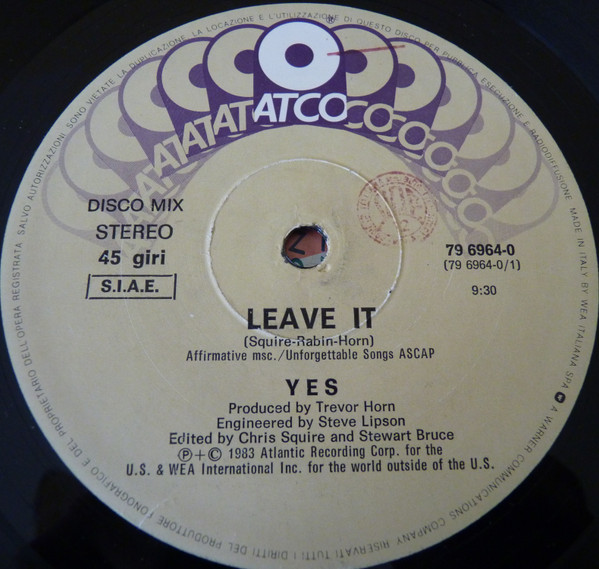 ATCO
DISCO MIX
STEREO
45 giri
S.I.A.E.
79 6964-0
(79 6964-0/1)
9:30
LEAVE IT
(Squire-Rabin-Horn)
Affirmative msc./Unforgettable Songs ASCAP
YES
Produced by Trevor Horn
Engineered by Steve Lipson
Edited by Chris Squire and Stewart Bruce
Ⓟ+© 1983 Atlantic Recording Corp. for the
U.S. & WEA International Inc. for the world outside of the U.S.
A WARNER COMMUNICATIONS COMPANY. RISERVATI TUTTI I DIRITTI DEL PRODUTTORE FONOGRAFICO E DEL PROPRIETARIO DELL'OPERA REGISTRATA. SALVO AUTORIZZAZIONI, SONO VIETATE LA DUPLICAZIONE, LA LOCAZIONE E L'UTILIZZAZIONE DI QUESTO DISCO PER PUBBLICA ESECUZIONE E RADIODIFFUSIONE. MADE IN ITALY BY WEA ITALIANA SPA